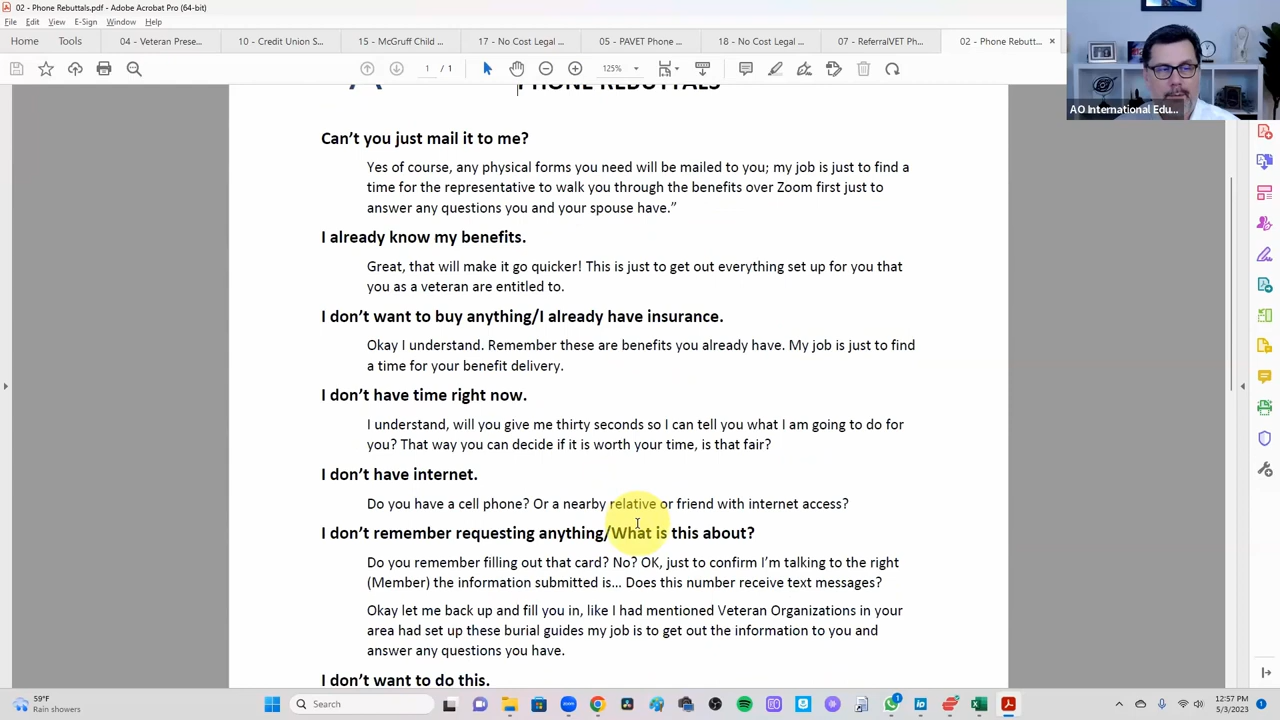 02 - Phone Rebuttals.pdf - Adobe Acrobat Pro (64-bit)
File Edit View E-Sign Window Help
Home Tools 04 - Veteran Prese... 10 - Credit Union S... 15 - McGruff Child ... - No Cost Legal ... 05 - PAVET Phone ... 18 - No Cost Legal ... 07 - ReferralVET Ph... 02 - Phone Rebutt...
1 / 1 125%
AO International Edu...
PHONE REBUTTALS
Can't you just mail it to me?
Yes of course, any physical forms you need will be mailed to you; my job is just to find a
time for the representative to walk you through the benefits over Zoom first just to
answer any questions you and your spouse have.”
I already know my benefits.
Great, that will make it go quicker! This is just to get out everything set up for you that
you as a veteran are entitled to.
I don't want to buy anything/I already have insurance.
Okay I understand. Remember these are benefits you already have. My job is just to find
a time for your benefit delivery.
I don't have time right now.
I understand, will you give me thirty seconds so I can tell you what I am going to do for
you? That way you can decide if it is worth your time, is that fair?
I don't have internet.
Do you have a cell phone? Or a nearby relative or friend with internet access?
I don't remember requesting anything/What is this about?
Do you remember filling out that card? No? OK, just to confirm I'm talking to the right
(Member) the information submitted is... Does this number receive text messages?
Okay let me back up and fill you in, like I had mentioned Veteran Organizations in your
area had set up these burial guides my job is to get out the information to you and
answer any questions you have.
I don't want to do this.
59°F
Rain showers
Search
12:57 PM
5/3/2023